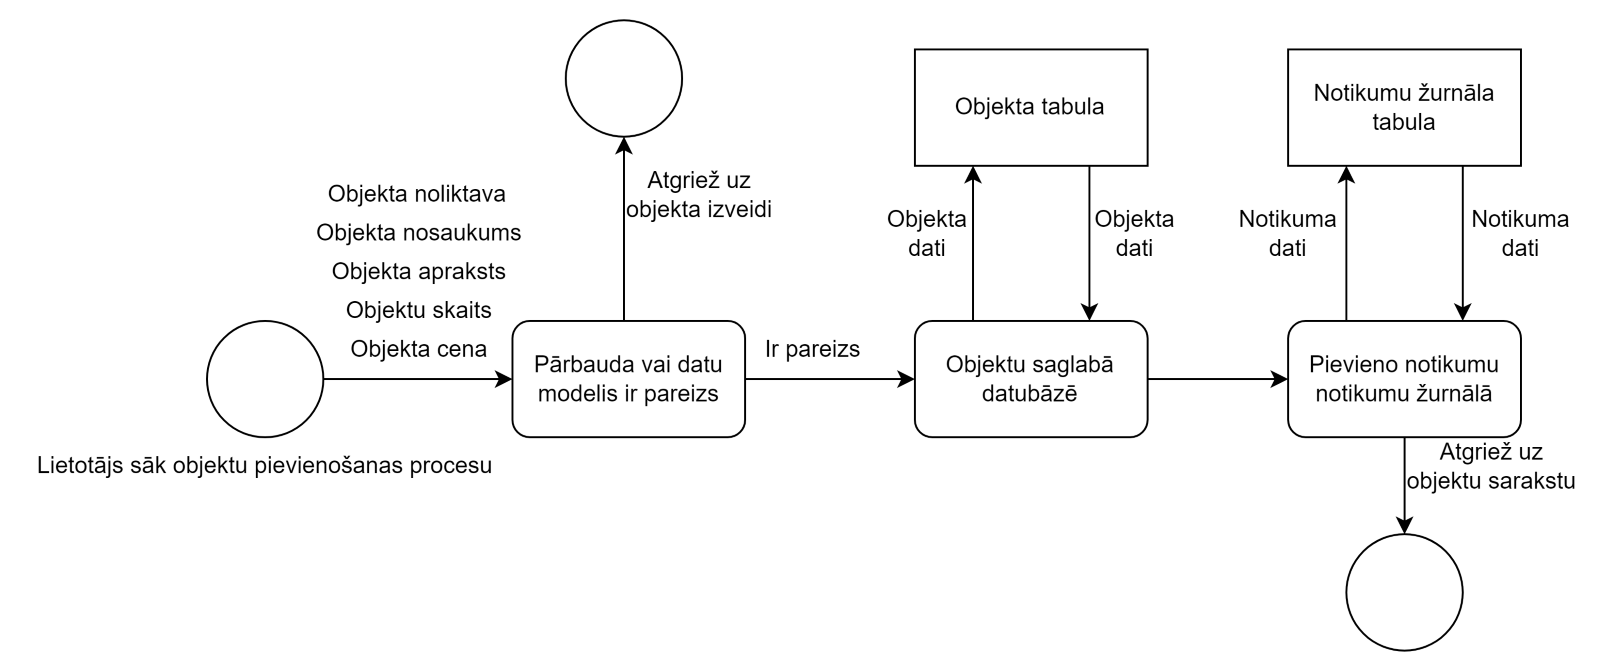 Objekta tabula
Notikumu žurnāla
tabula
Atgriež uz
objekta izveidi
Objekta noliktava
Objekta nosaukums
Objekta apraksts
Objektu skaits
Objekta cena
Objekta
dati
Objekta
dati
Notikuma
dati
Notikuma
dati
Pārbauda vai datu
modelis ir pareizs
Ir pareizs
Objektu saglabā
datubāzē
Pievieno notikumu
notikumu žurnālā
Lietotājs sāk objektu pievienošanas procesu
Atgriež uz
objektu sarakstu